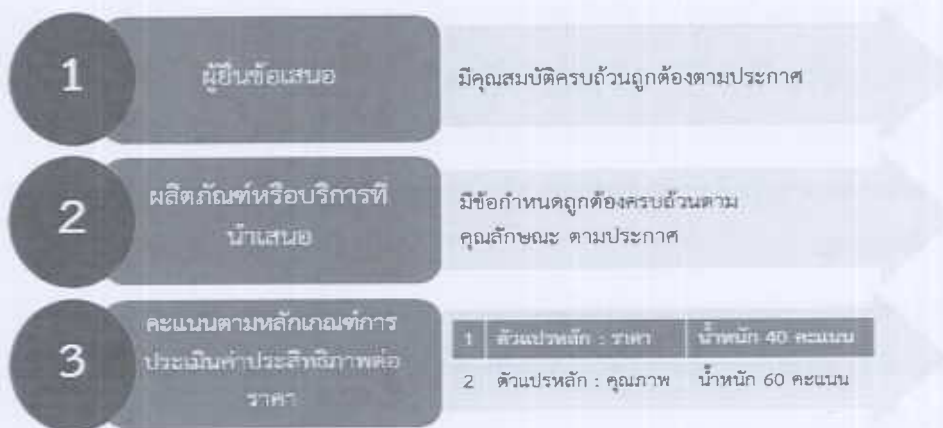 1
ผู้ยื่นข้อเสนอ
มีคุณสมบัติครบถ้วนถูกต้องตามประกาศ
2
ผลิตภัณฑ์หรือบริการที่
นำเสนอ
มีข้อกำหนดถูกต้องครบถ้วนตาม
คุณลักษณะ ตามประกาศ
3
คะแนนตามหลักเกณฑ์การ
ประเมินค่าประสิทธิภาพต่อ
ราคา
1 ตัวแปรหลัก : ราคา น้ำหนัก 40 คะแนน
2 ตัวแปรหลัก : คุณภาพ น้ำหนัก 60 คะแนน